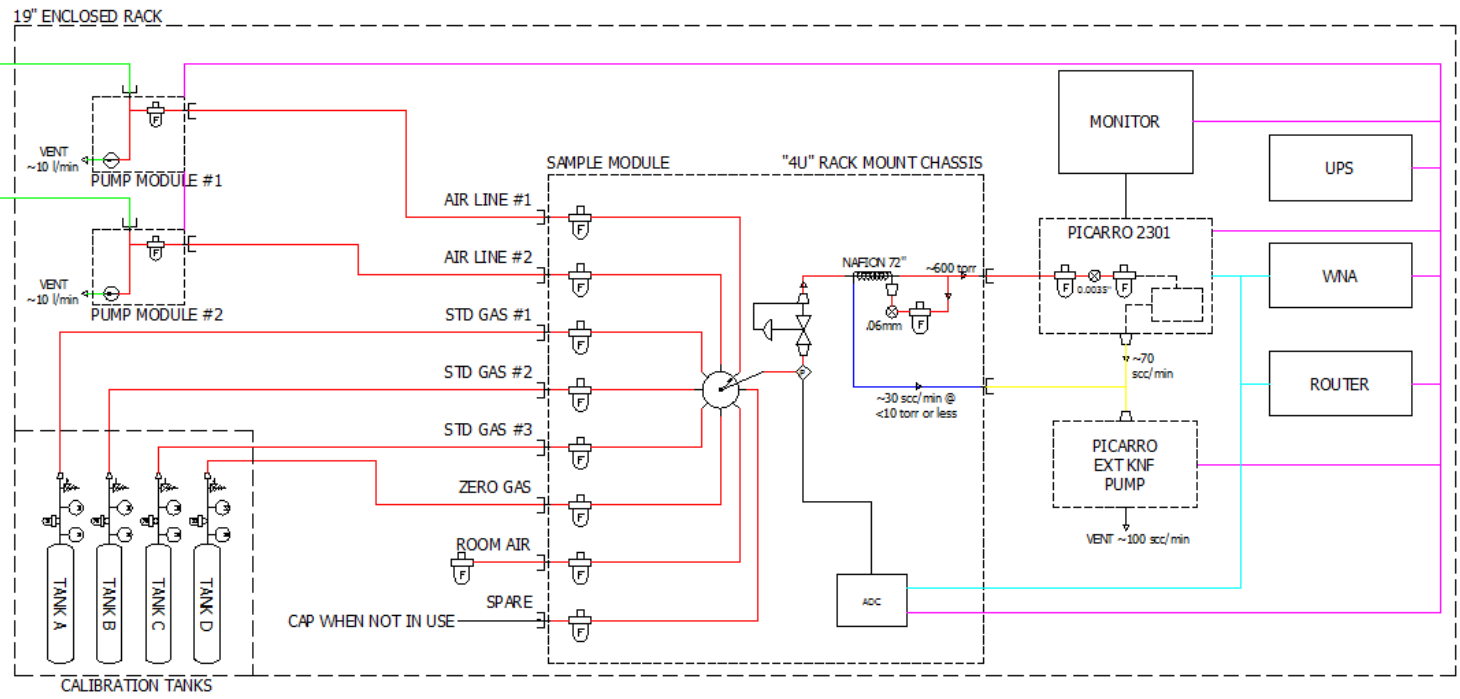 19" ENCLOSED RACK
VENT
~10 l/min
F
PUMP MODULE #1
VENT
~10 l/min
F
PUMP MODULE #2
SAMPLE MODULE
"4U" RACK MOUNT CHASSIS
AIR LINE #1
F
AIR LINE #2
F
STD GAS #1
F
STD GAS #2
F
STD GAS #3
F
ZERO GAS
F
ROOM AIR
F
F
SPARE
F
CAP WHEN NOT IN USE
P
NAFION 72"
~600 torr
.06mm
F
~30 scc/min @
<10 torr or less
ADC
MONITOR
PICARRO 2301
F
0.0035"
F
~70
scc/min
PICARRO
EXT KNF
PUMP
VENT ~100 scc/min
UPS
WNA
ROUTER
TANK A
TANK B
TANK C
TANK D
CALIBRATION TANKS